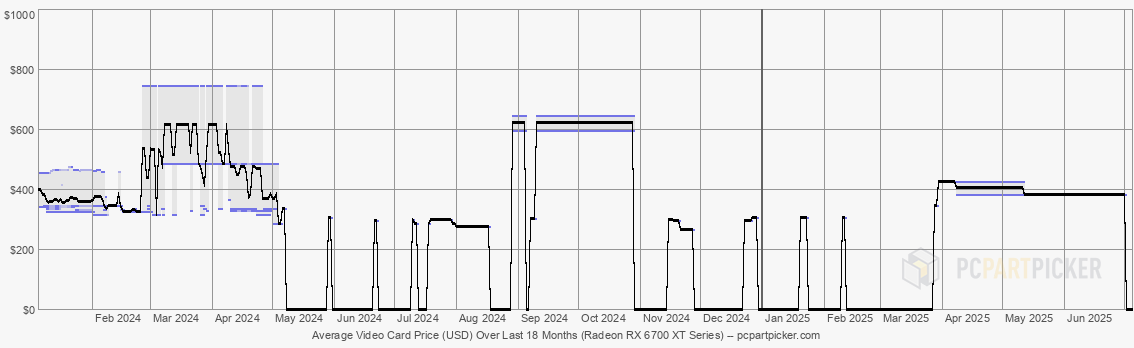 $1000
$800
$600
$400
$200
$0
PCPARTPICKER
Feb 2024 Mar 2024 Apr 2024 May 2024 Jun 2024 Jul 2024 Aug 2024 Sep 2024 Oct 2024 Nov 2024 Dec 2024 Jan 2025 Feb 2025 Mar 2025 Apr 2025 May 2025 Jun 2025
Average Video Card Price (USD) Over Last 18 Months (Radeon RX 6700 XT Series) -- pcpartpicker.com